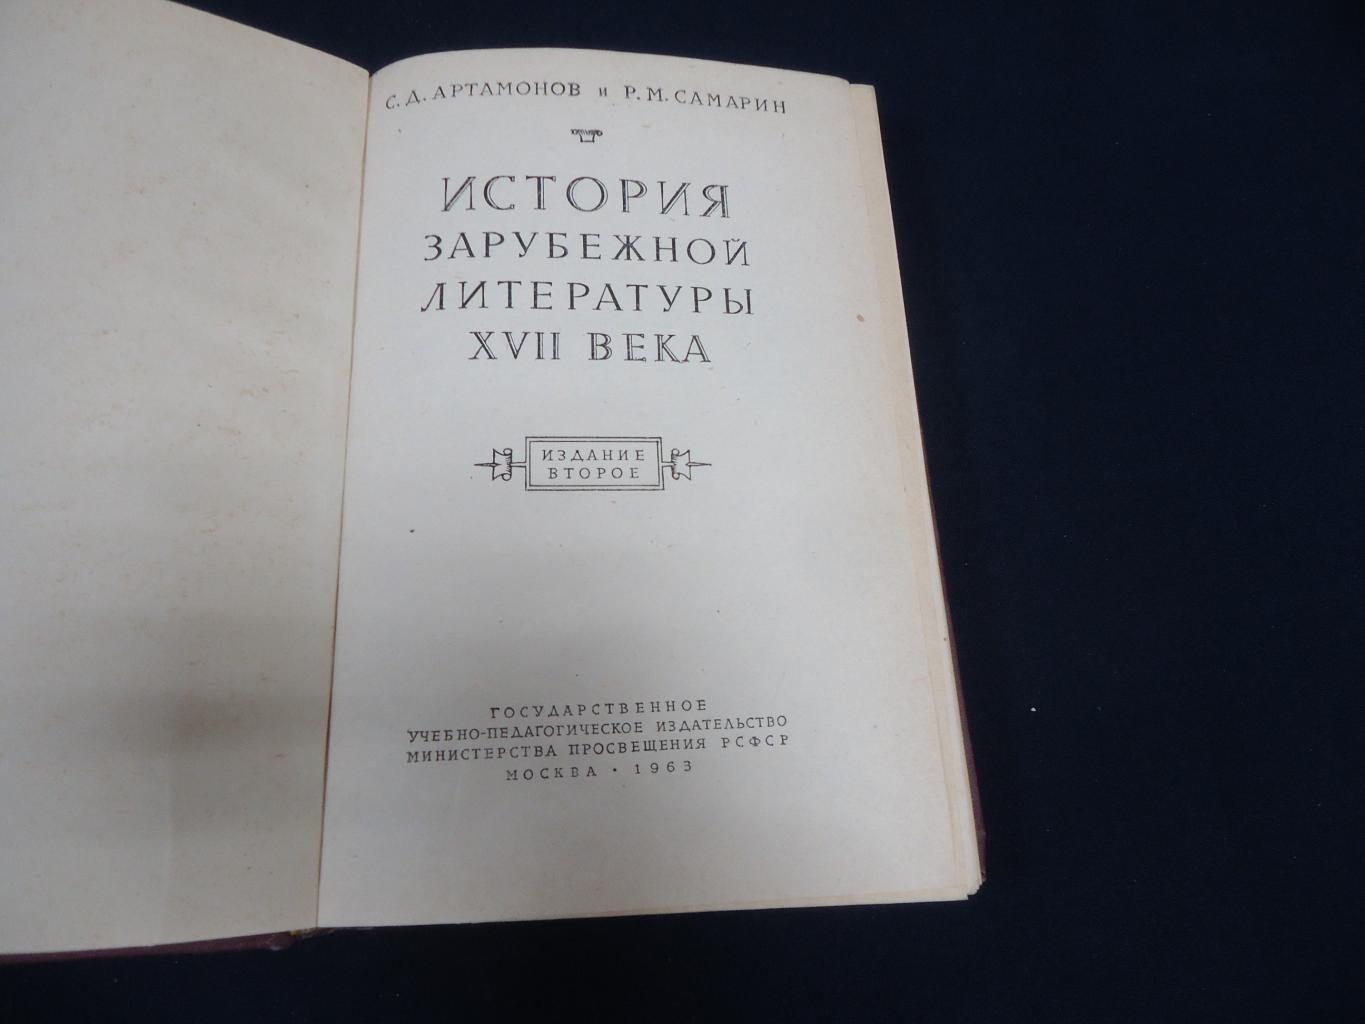 С. Д. АРТАМОНОВ и Р. М. САМАРИН
ИСТОРИЯ
ЗАРУБЕЖНОЙ
ЛИТЕРАТУРЫ
XVII ВЕКА
ИЗДАНИЕ
ВТОРОЕ
ГОСУДАРСТВЕННОЕ
УЧЕБНО-ПЕДАГОГИЧЕСКОЕ ИЗДАТЕЛЬСТВО
МИНИСТЕРСТВА ПРОСВЕЩЕНИЯ РСФСР
МОСКВА · 1963